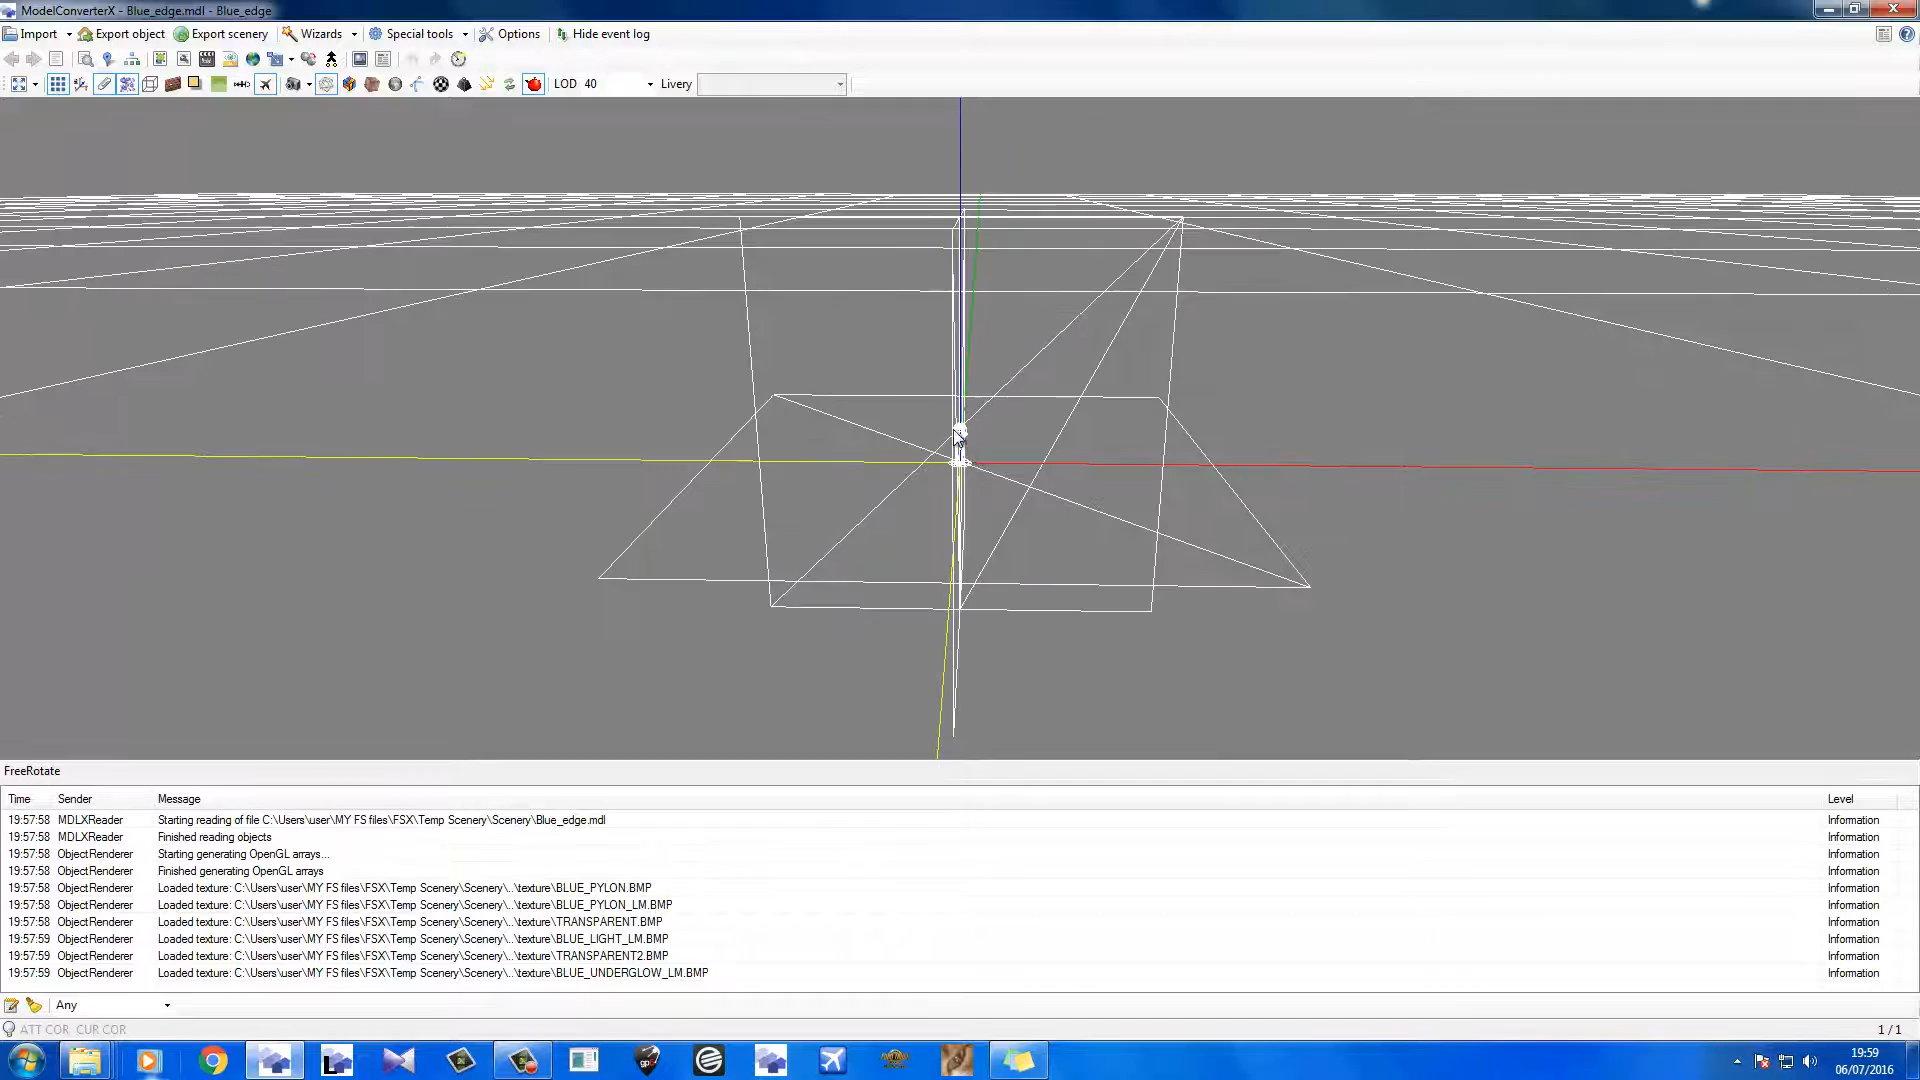 ModelConverterX - Blue_edge.mdl - Blue_edge
Import Export object Export scenery Wizards Special tools Options Hide event log
LOD 40 Livery
FreeRotate
Time Sender Message Level
19:57:58 MDLXReader Starting reading of file C:\Users\user\MY FS files\FSX\Temp Scenery\Scenery\Blue_edge.mdl Information
19:57:58 MDLXReader Finished reading objects Information
19:57:58 ObjectRenderer Starting generating OpenGL arrays... Information
19:57:58 ObjectRenderer Finished generating OpenGL arrays Information
19:57:58 ObjectRenderer Loaded texture: C:\Users\user\MY FS files\FSX\Temp Scenery\Scenery\..\texture\BLUE_PYLON.BMP Information
19:57:58 ObjectRenderer Loaded texture: C:\Users\user\MY FS files\FSX\Temp Scenery\Scenery\..\texture\BLUE_PYLON_LM.BMP Information
19:57:58 ObjectRenderer Loaded texture: C:\Users\user\MY FS files\FSX\Temp Scenery\Scenery\..\texture\TRANSPARENT.BMP Information
19:57:59 ObjectRenderer Loaded texture: C:\Users\user\MY FS files\FSX\Temp Scenery\Scenery\..\texture\BLUE_LIGHT_LM.BMP Information
19:57:59 ObjectRenderer Loaded texture: C:\Users\user\MY FS files\FSX\Temp Scenery\Scenery\..\texture\TRANSPARENT2.BMP Information
19:57:59 ObjectRenderer Loaded texture: C:\Users\user\MY FS files\FSX\Temp Scenery\Scenery\..\texture\BLUE_UNDERGLOW_LM.BMP Information
Any
ATT COR CUR COR 1 / 1
19:59
06/07/2016